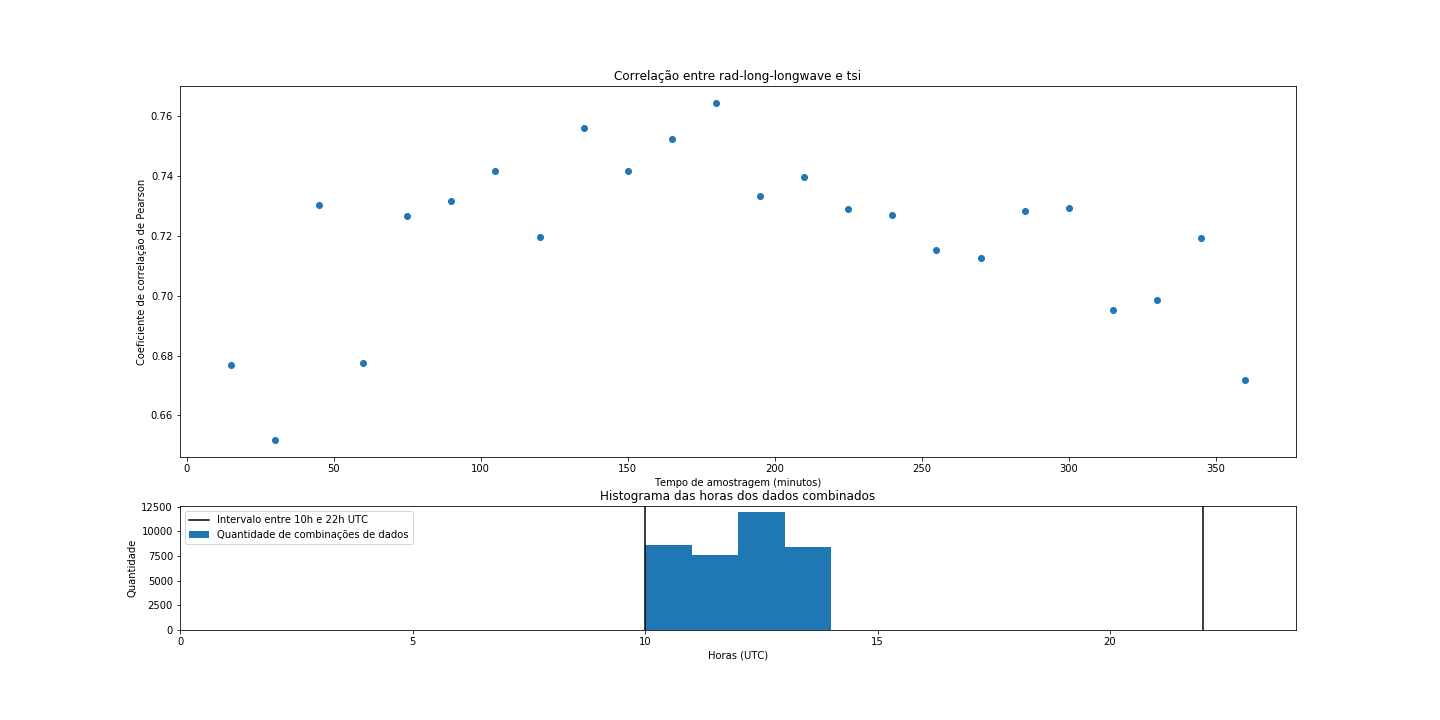 Correlação entre rad-long-longwave e tsi
Coeficiente de correlação de Pearson
0.76
0.74
0.72
0.70
0.68
0.66
0 50 100 150 200 250 300 350
Tempo de amostragem (minutos)
Histograma das horas dos dados combinados
Quantidade
12500
10000
7500
5000
2500
0
Intervalo entre 10h e 22h UTC
Quantidade de combinações de dados
0 5 10 15 20
Horas (UTC)